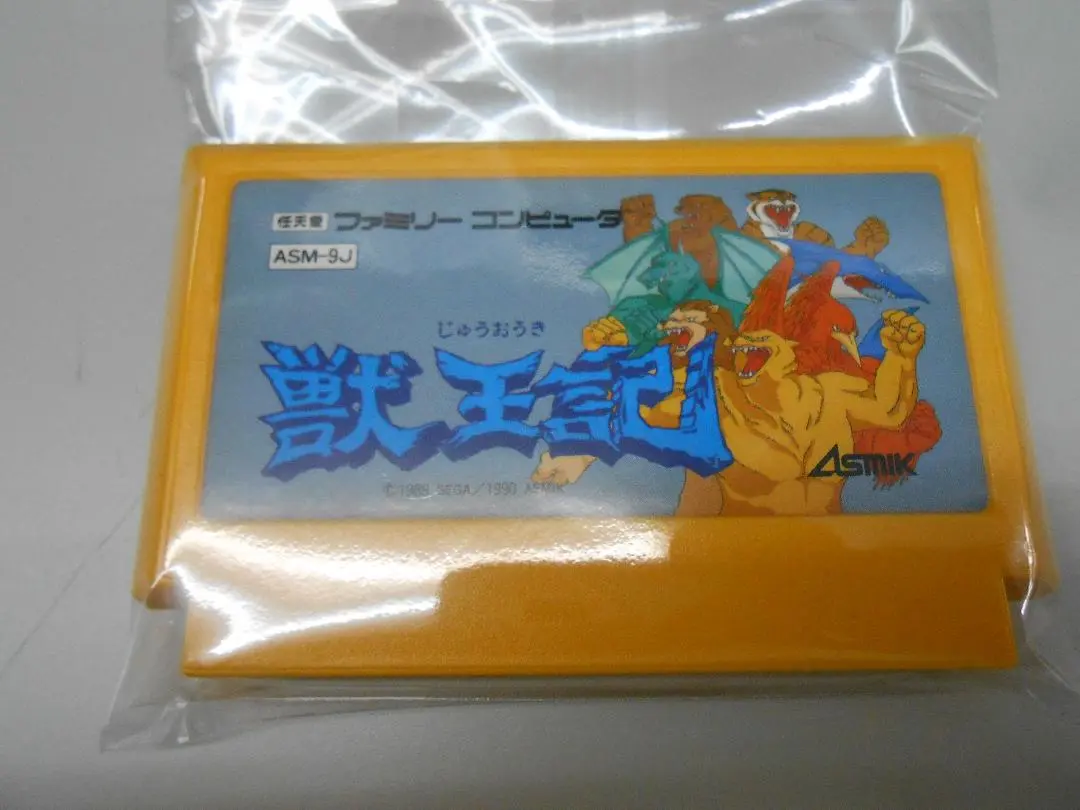 任天堂 ファミリー コンピュータ
ASM-9J
じゅうおうき
獣王記
ASMIK
©1989 SEGA/1990 ASMIK